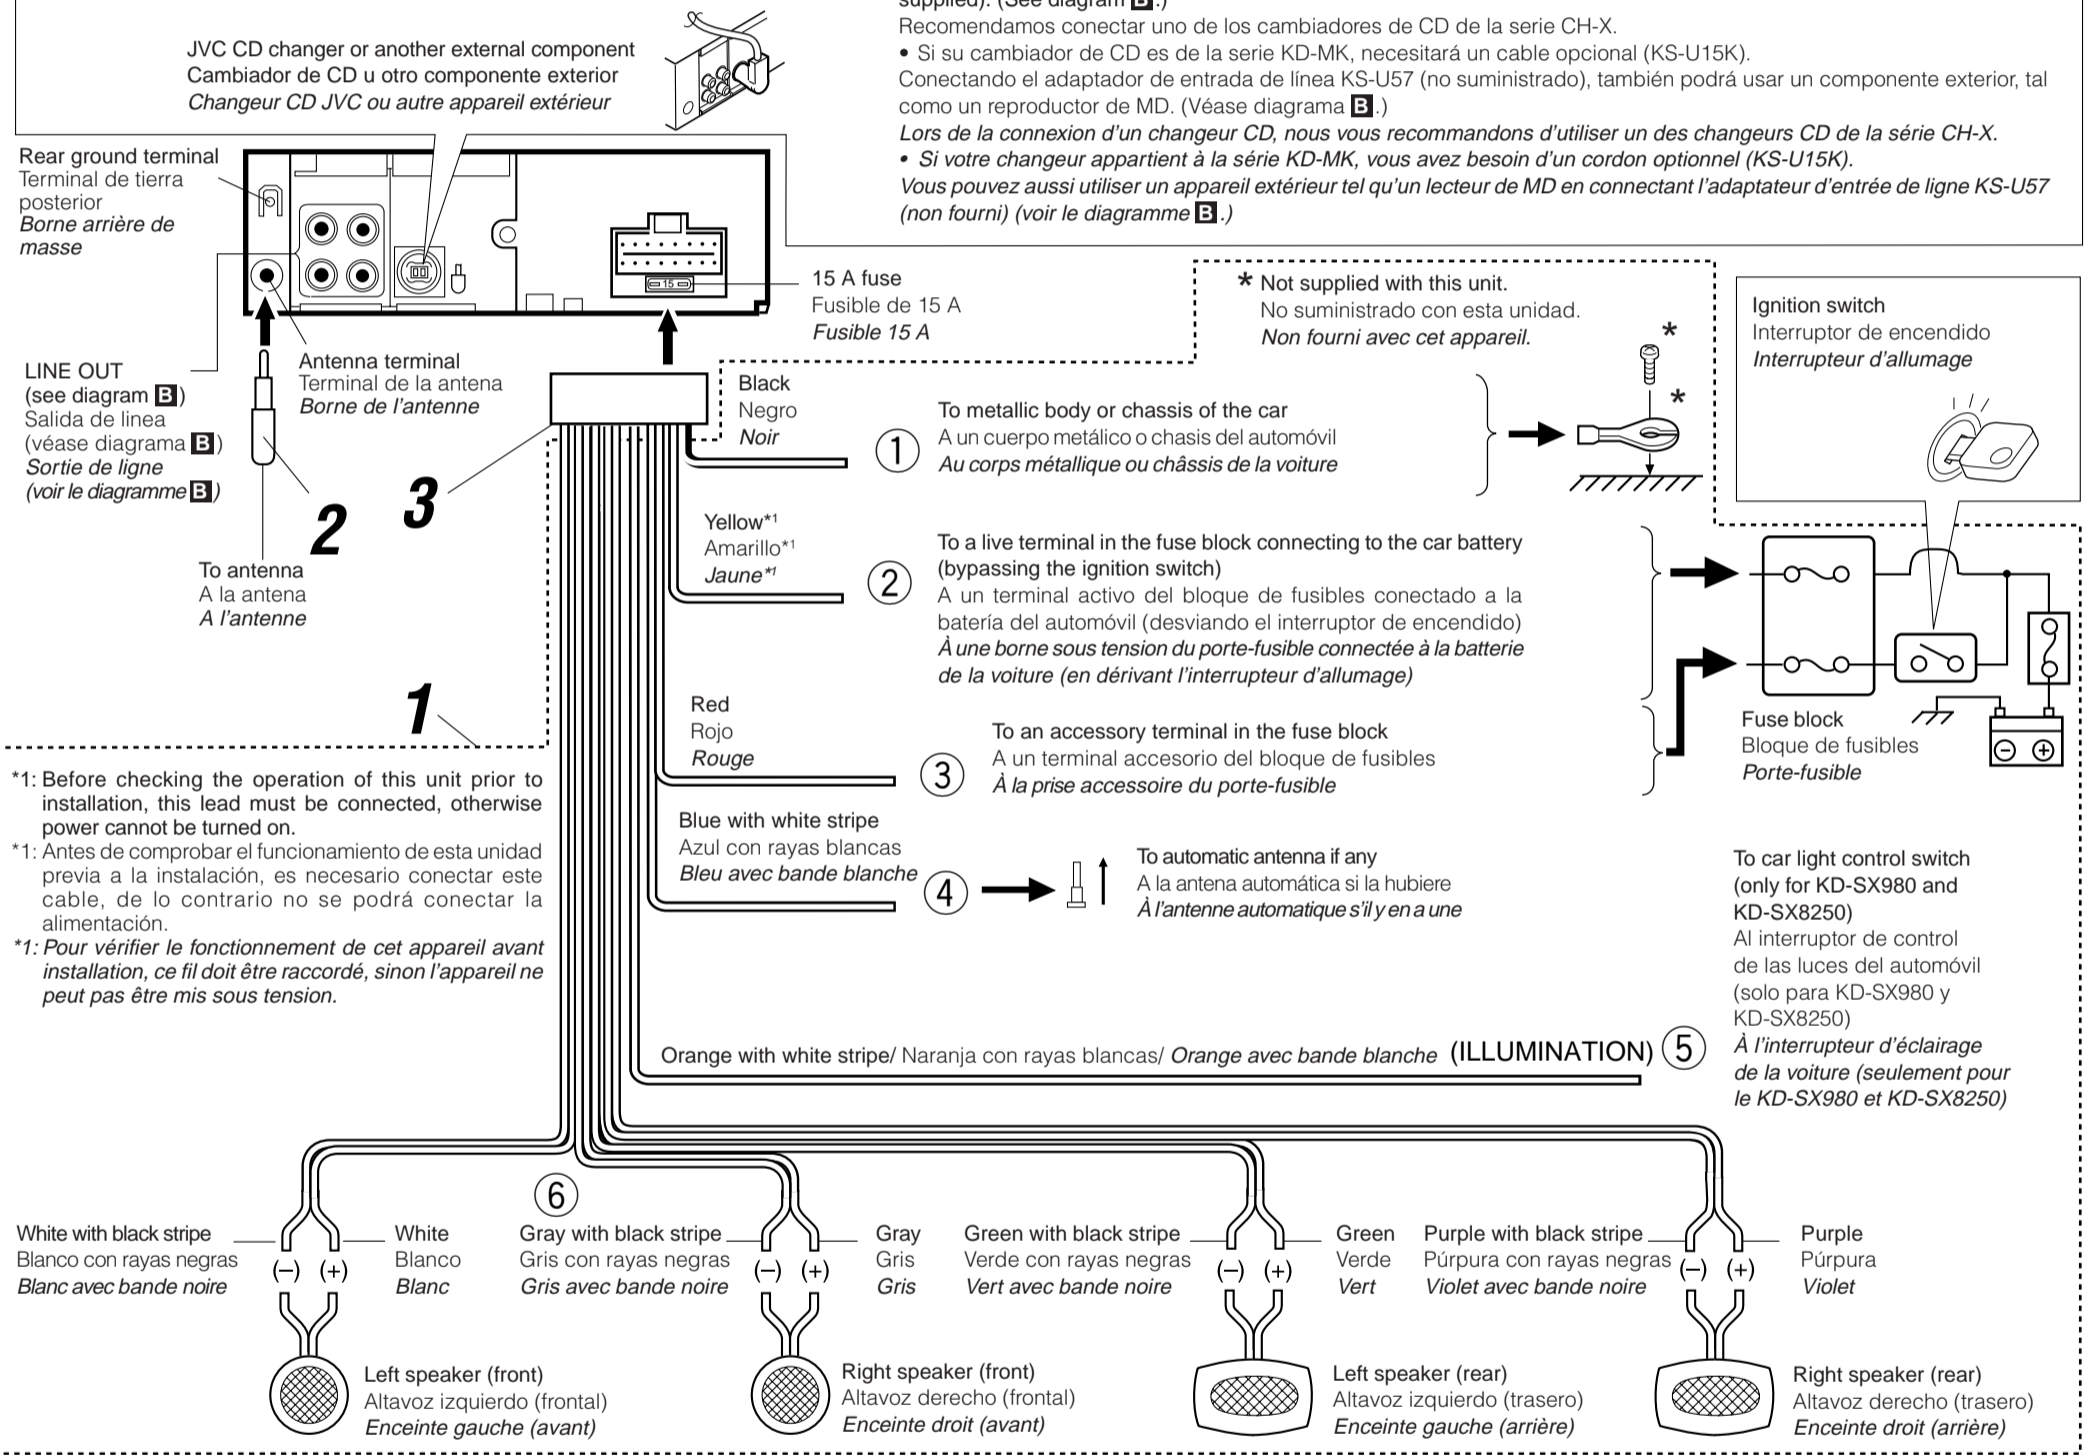 supplied). (See diagram B.)
Recomendamos conectar uno de los cambiadores de CD de la serie CH-X.
• Si su cambiador de CD es de la serie KD-MK, necesitará un cable opcional (KS-U15K).
Conectando el adaptador de entrada de línea KS-U57 (no suministrado), también podrá usar un componente exterior, tal
como un reproductor de MD. (Véase diagrama B.)
Lors de la connexion d’un changeur CD, nous vous recommandons d’utiliser un des changeurs CD de la série CH-X.
• Si votre changeur appartient à la série KD-MK, vous avez besoin d’un cordon optionnel (KS-U15K).
Vous pouvez aussi utiliser un appareil extérieur tel qu’un lecteur de MD en connectant l’adaptateur d’entrée de ligne KS-U57
(non fourni) (voir le diagramme B.)
JVC CD changer or another external component
Cambiador de CD u otro componente exterior
Changeur CD JVC ou autre appareil extérieur
Rear ground terminal
Terminal de tierra
posterior
Borne arrière de
masse
15
15 A fuse
Fusible de 15 A
Fusible 15 A
* Not supplied with this unit.
No suministrado con esta unidad.
Non fourni avec cet appareil.
Ignition switch
Interruptor de encendido
Interrupteur d’allumage
LINE OUT
(see diagram B)
Salida de linea
(véase diagrama B)
Sortie de ligne
(voir le diagramme B)
Antenna terminal
Terminal de la antena
Borne de l’antenne
2
3
To antenna
A la antena
A l’antenne
Black
Negro
Noir
1
To metallic body or chassis of the car
A un cuerpo metálico o chasis del automóvil
Au corps métallique ou châssis de la voiture
*
*
Yellow*1
Amarillo*1
Jaune*1
2
To a live terminal in the fuse block connecting to the car battery
(bypassing the ignition switch)
A un terminal activo del bloque de fusibles conectado a la
batería del automóvil (desviando el interruptor de encendido)
À une borne sous tension du porte-fusible connectée à la batterie
de la voiture (en dérivant l’interrupteur d’allumage)
1
Red
Rojo
Rouge
3
To an accessory terminal in the fuse block
A un terminal accesorio del bloque de fusibles
À la prise accessoire du porte-fusible
Fuse block
Bloque de fusibles
Porte-fusible
− +
*1: Before checking the operation of this unit prior to
installation, this lead must be connected, otherwise
power cannot be turned on.
*1: Antes de comprobar el funcionamiento de esta unidad
previa a la instalación, es necesario conectar este
cable, de lo contrario no se podrá conectar la
alimentación.
*1: Pour vérifier le fonctionnement de cet appareil avant
installation, ce fil doit être raccordé, sinon l’appareil ne
peut pas être mis sous tension.
Blue with white stripe
Azul con rayas blancas
Bleu avec bande blanche
4
To automatic antenna if any
A la antena automática si la hubiere
À l’antenne automatique s’il y en a une
Orange with white stripe/ Naranja con rayas blancas/ Orange avec bande blanche (ILLUMINATION) 5
To car light control switch
(only for KD-SX980 and
KD-SX8250)
Al interruptor de control
de las luces del automóvil
(solo para KD-SX980 y
KD-SX8250)
À l’interrupteur d’éclairage
de la voiture (seulement pour
le KD-SX980 et KD-SX8250)
6
White with black stripe
Blanco con rayas negras
Blanc avec bande noire
(−) (+)
White
Blanco
Blanc
Gray with black stripe
Gris con rayas negras
Gris avec bande noire
(−) (+)
Gray
Gris
Gris
Green with black stripe
Verde con rayas negras
Vert avec bande noire
(−) (+)
Green
Verde
Vert
Purple with black stripe
Púrpura con rayas negras
Violet avec bande noire
(−) (+)
Purple
Púrpura
Violet
Left speaker (front)
Altavoz izquierdo (frontal)
Enceinte gauche (avant)
Right speaker (front)
Altavoz derecho (frontal)
Enceinte droit (avant)
Left speaker (rear)
Altavoz izquierdo (trasero)
Enceinte gauche (arrière)
Right speaker (rear)
Altavoz derecho (trasero)
Enceinte droit (arrière)